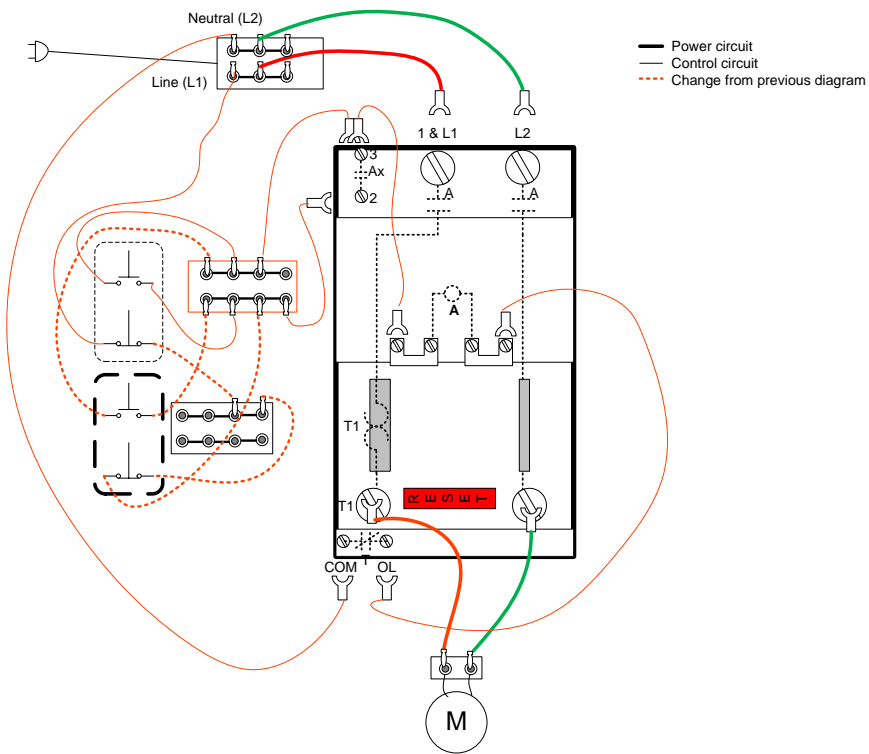 Neutral (L2)
Line (L1)
Power circuit
Control circuit
Change from previous diagram
1 & L1
L2
3
Ax
2
A
A
A
T1
T1
RESET
T
COM
OL
M